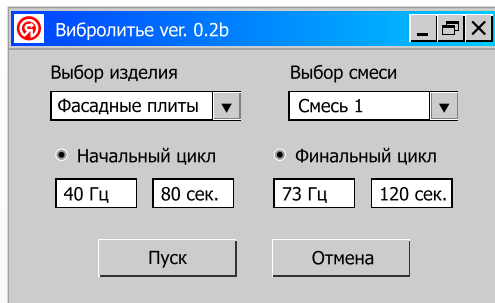 Вибролитье ver. 0.2b
Выбор изделия Выбор смеси
Фасадные плиты Смесь 1
Начальный цикл Финальный цикл
40 Гц 80 сек. 73 Гц 120 сек.
Пуск Отмена